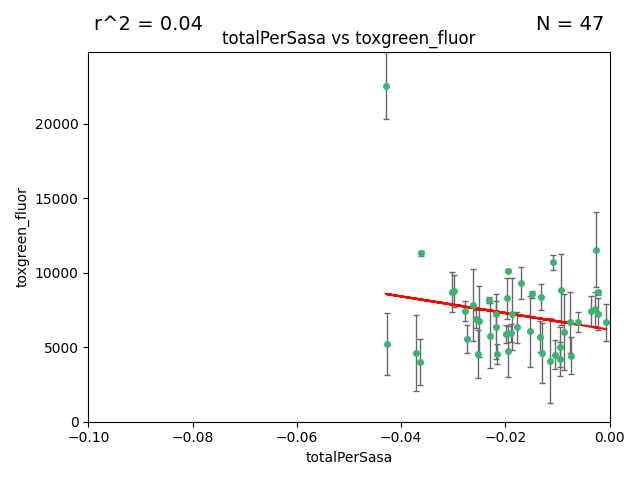 r^2 = 0.04
N = 47
totalPerSasa vs toxgreen_fluor
toxgreen_fluor
20000
15000
10000
5000
0
−0.10
−0.08
−0.06
−0.04
−0.02
0.00
totalPerSasa